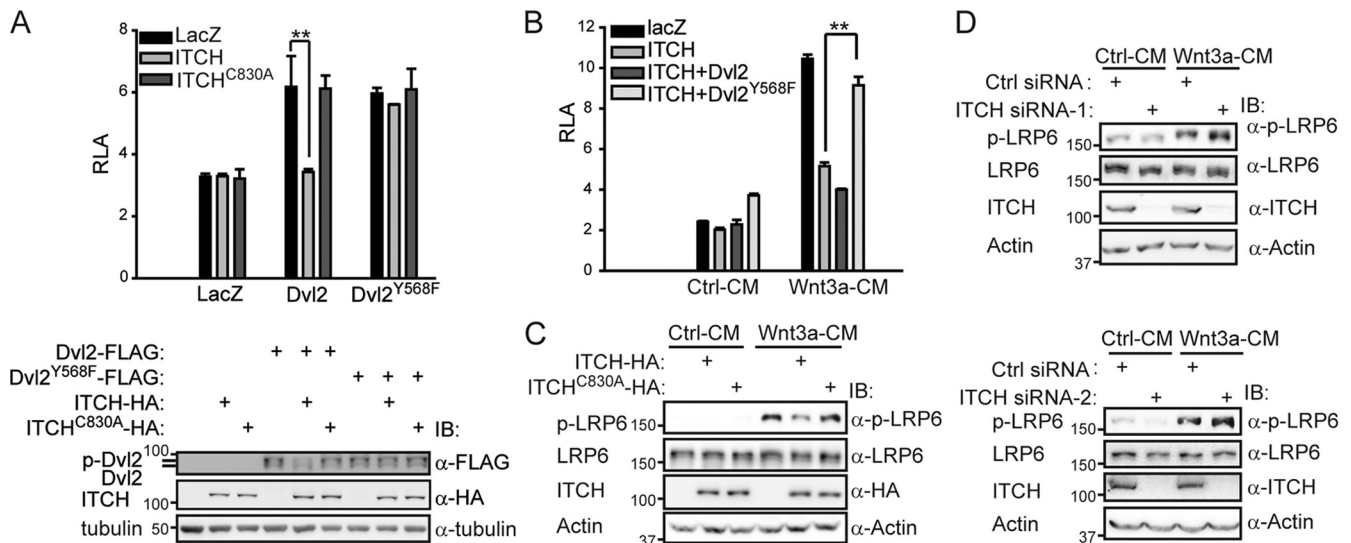 A
8
6
4
2
0
RLA
LacZ
ITCH
ITCH^C830A
**
LacZ
Dvl2
Dvl2^Y568F
Dvl2-FLAG: + + +
Dvl2^Y568F-FLAG: + + +
ITCH-HA: + + +
ITCH^C830A-HA: + + + IB:
p-Dvl2
Dvl2
100
α-FLAG
ITCH
100
α-HA
tubulin
50
α-tubulin
B
12
10
8
6
4
2
0
RLA
lacZ
ITCH
ITCH+Dvl2
ITCH+Dvl2^Y568F
**
Ctrl-CM
Wnt3a-CM
C
Ctrl-CM Wnt3a-CM
ITCH-HA: + +
ITCH^C830A-HA: + + IB:
p-LRP6 150 α-p-LRP6
LRP6 150 α-LRP6
ITCH 100 α-HA
Actin 37 α-Actin
D
Ctrl-CM Wnt3a-CM
Ctrl siRNA : + +
ITCH siRNA-1: + + IB:
p-LRP6 150 α-p-LRP6
LRP6 150 α-LRP6
ITCH 100 α-ITCH
Actin 37 α-Actin
Ctrl-CM Wnt3a-CM
Ctrl siRNA : + +
ITCH siRNA-2: + + IB:
p-LRP6 150 α-p-LRP6
LRP6 150 α-LRP6
ITCH 100 α-ITCH
Actin 37 α-Actin